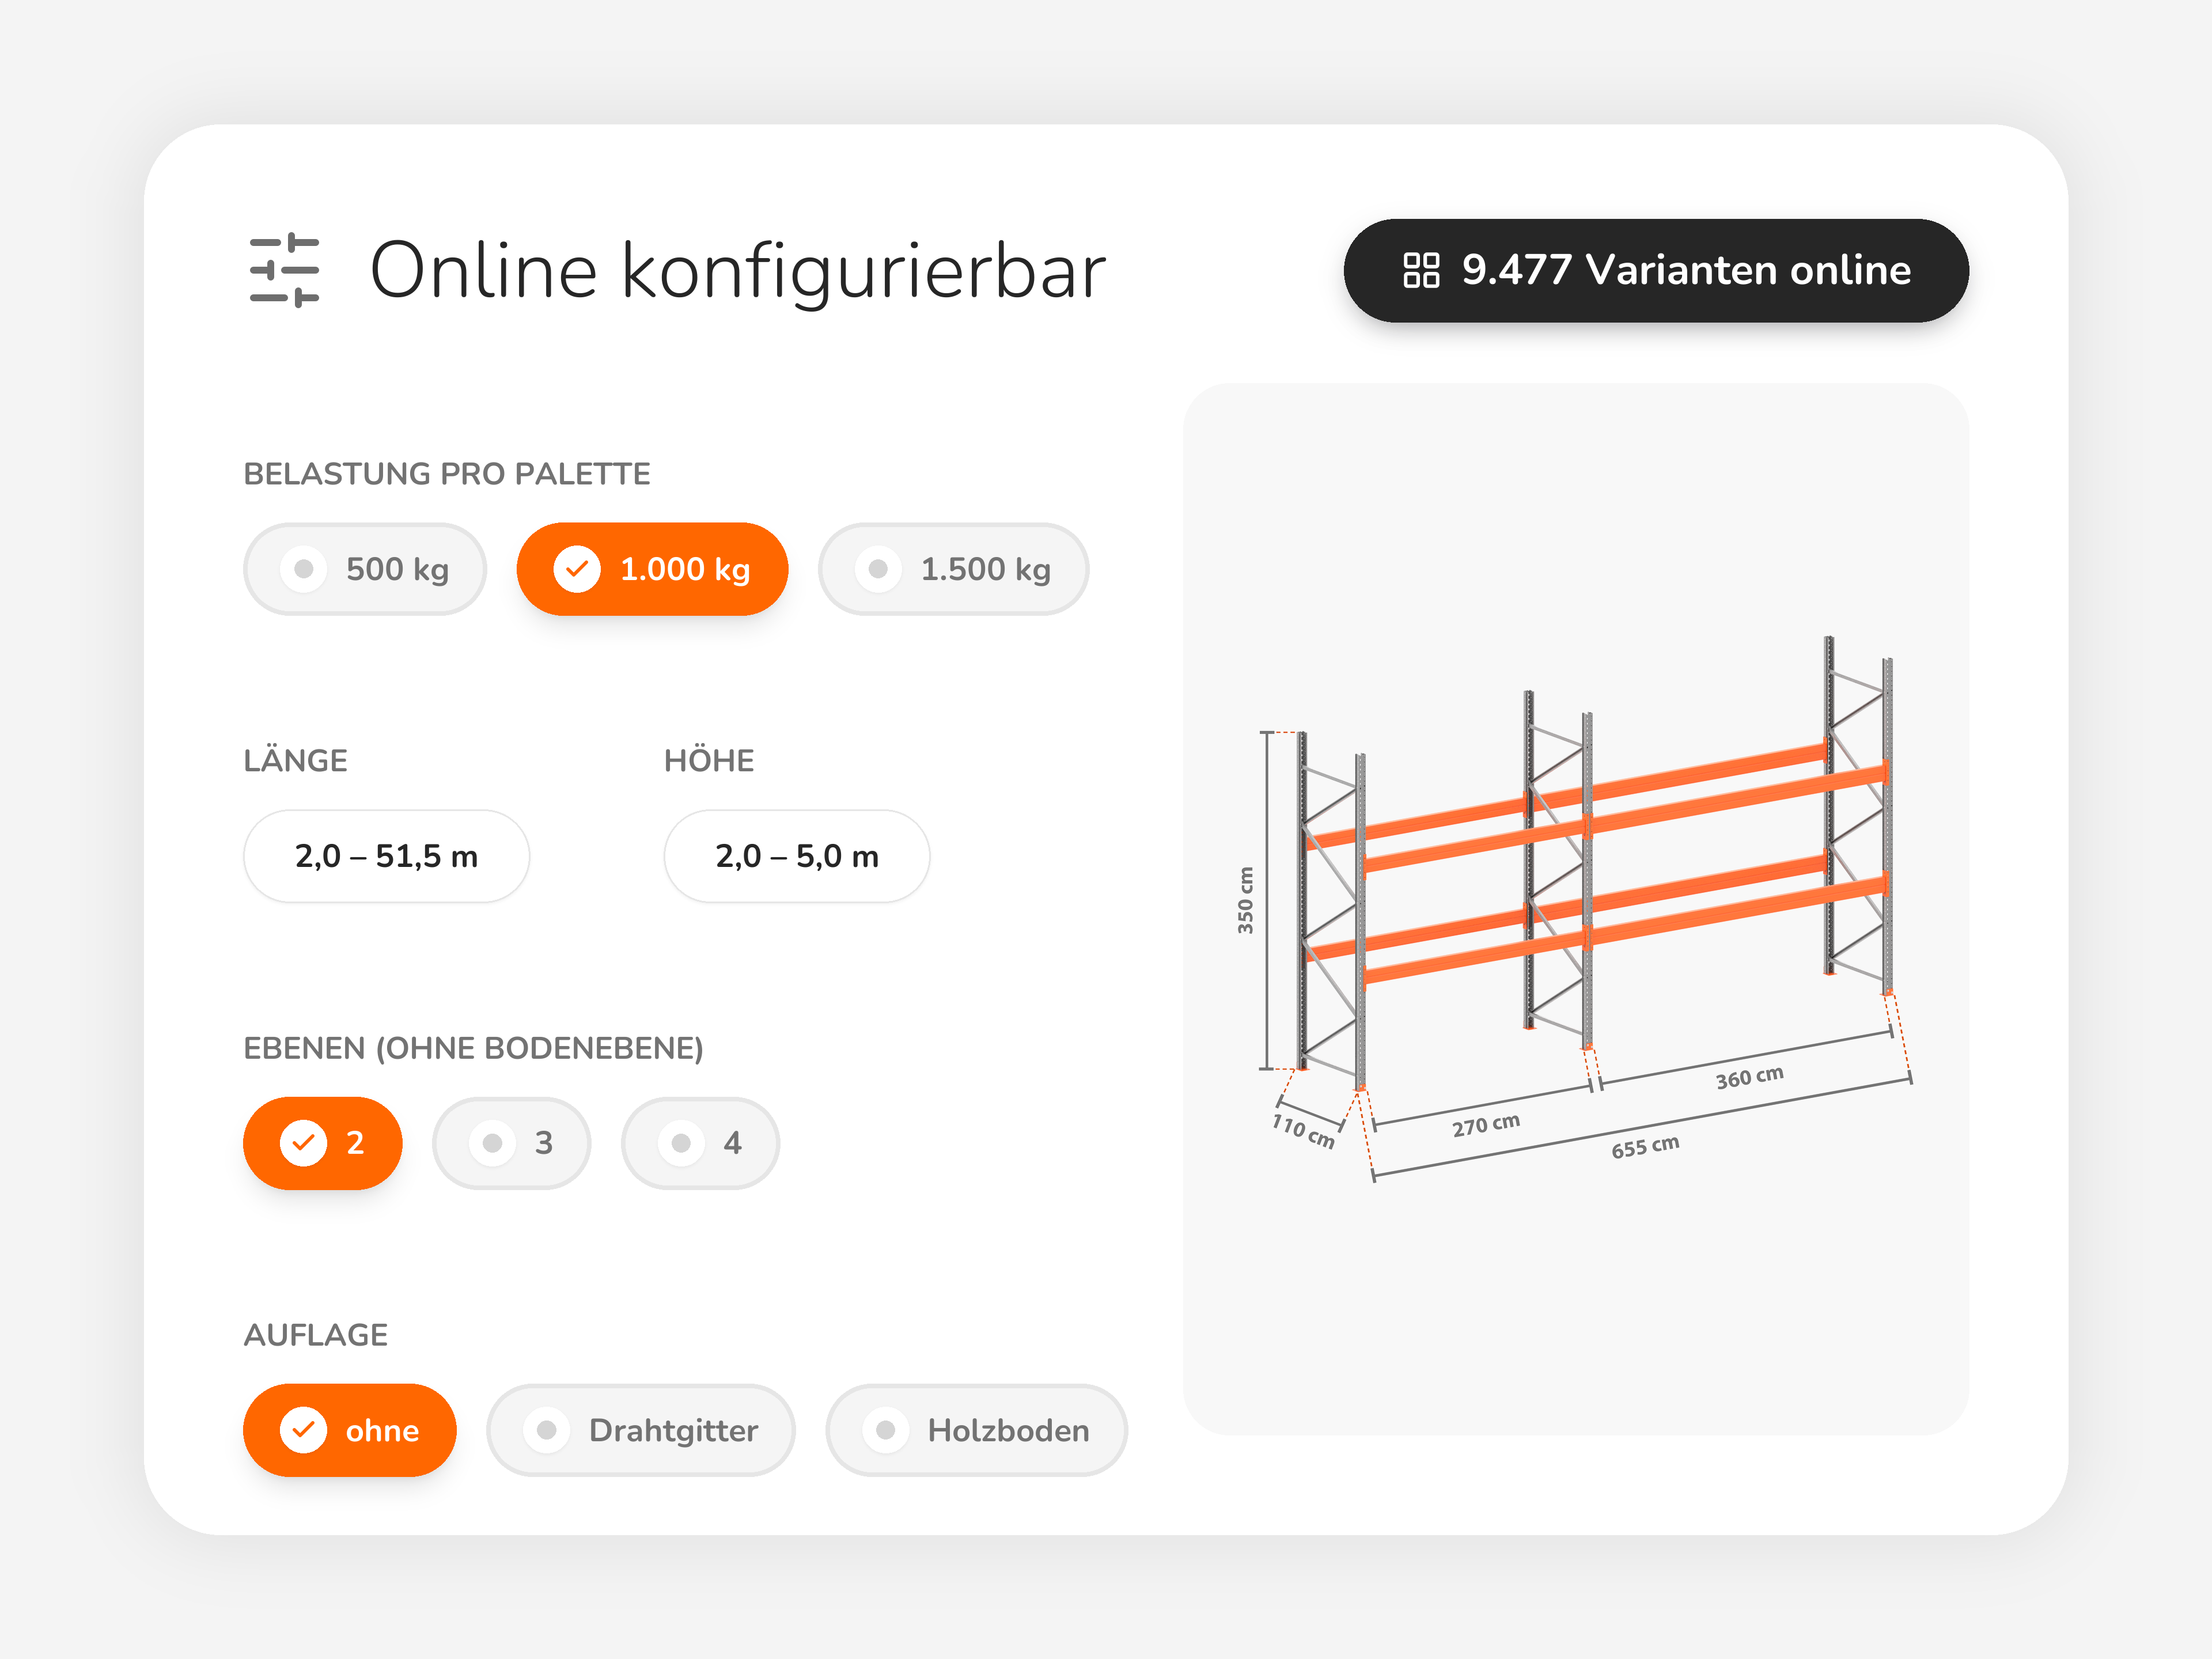 Online konfigurierbar
9.477 Varianten online
BELASTUNG PRO PALETTE
500 kg
1.000 kg
1.500 kg
LÄNGE
HÖHE
2,0 – 51,5 m
2,0 – 5,0 m
EBENEN (OHNE BODENEBENE)
2
3
4
AUFLAGE
ohne
Drahtgitter
Holzboden
350 cm
110 cm
270 cm
360 cm
655 cm